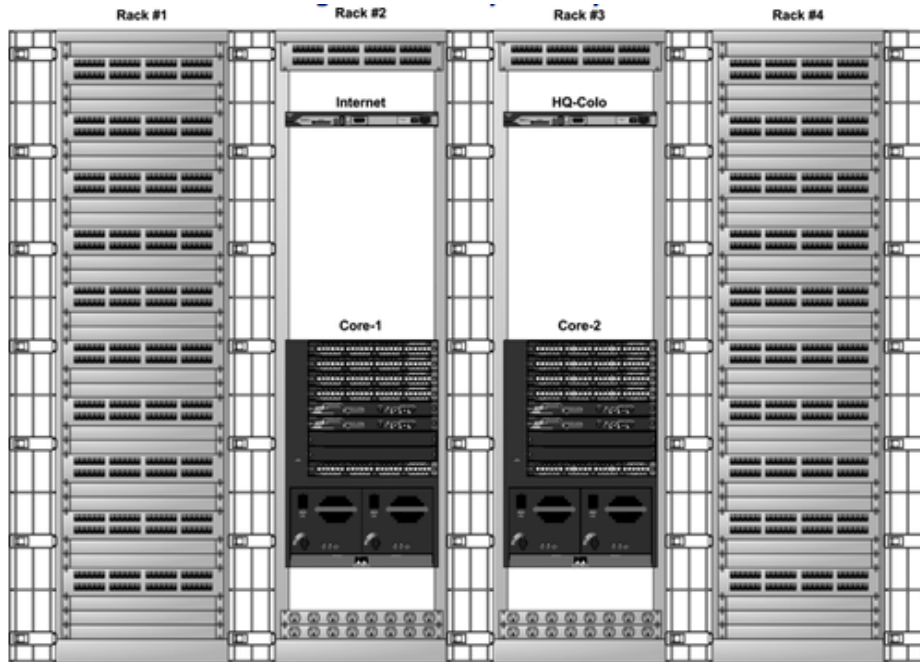 Rack #1
Rack #2
Rack #3
Rack #4
Internet
HQ-Colo
Core-1
Core-2